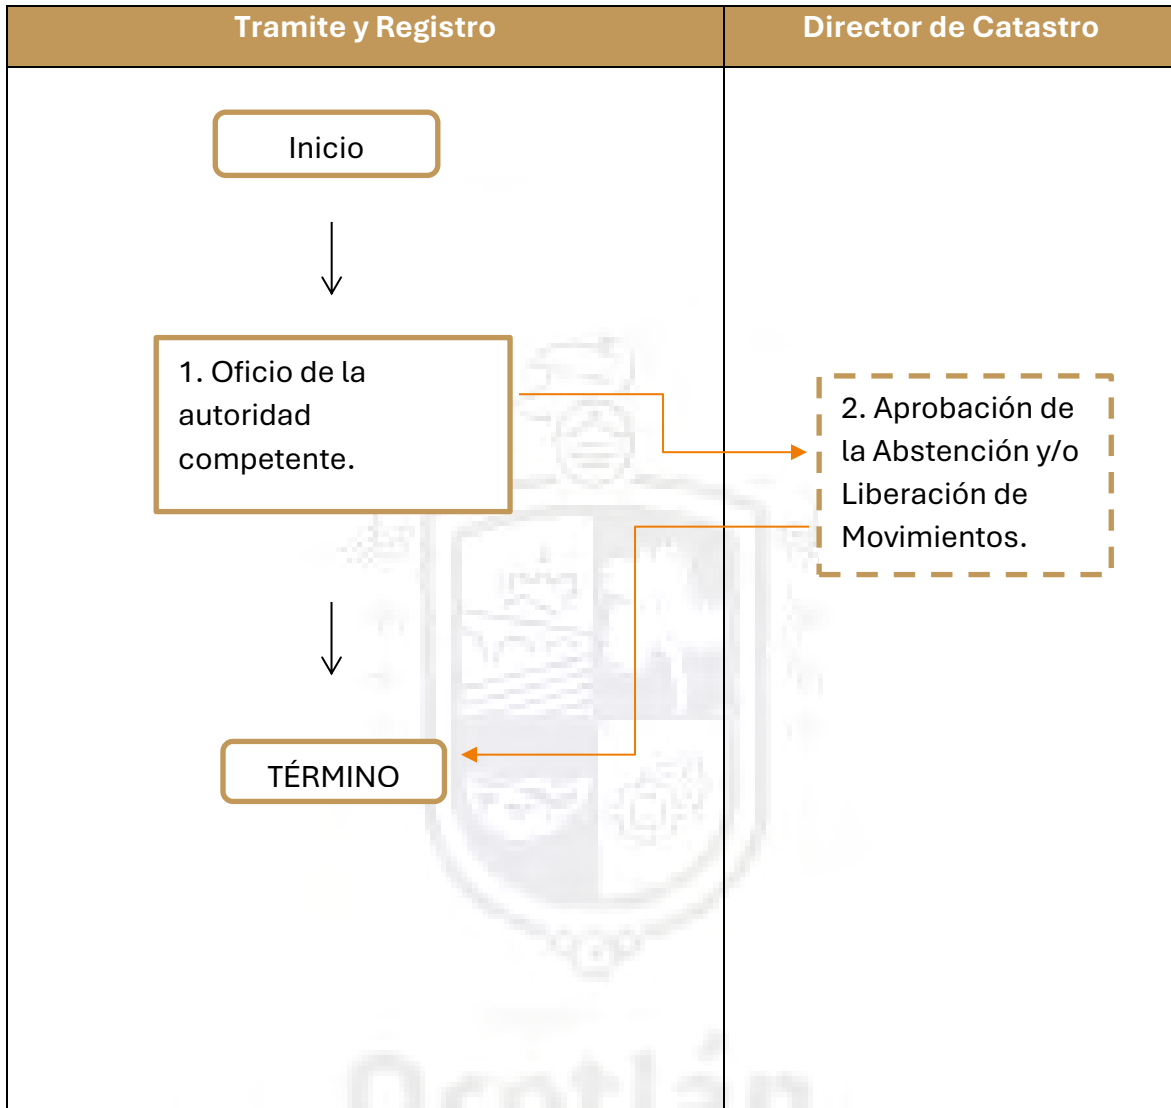 Tramite y Registro
Director de Catastro
Inicio
1. Oficio de la
autoridad
competente.
2. Aprobación de
la Abstención y/o
Liberación de
Movimientos.
TÉRMINO
Ocotlán